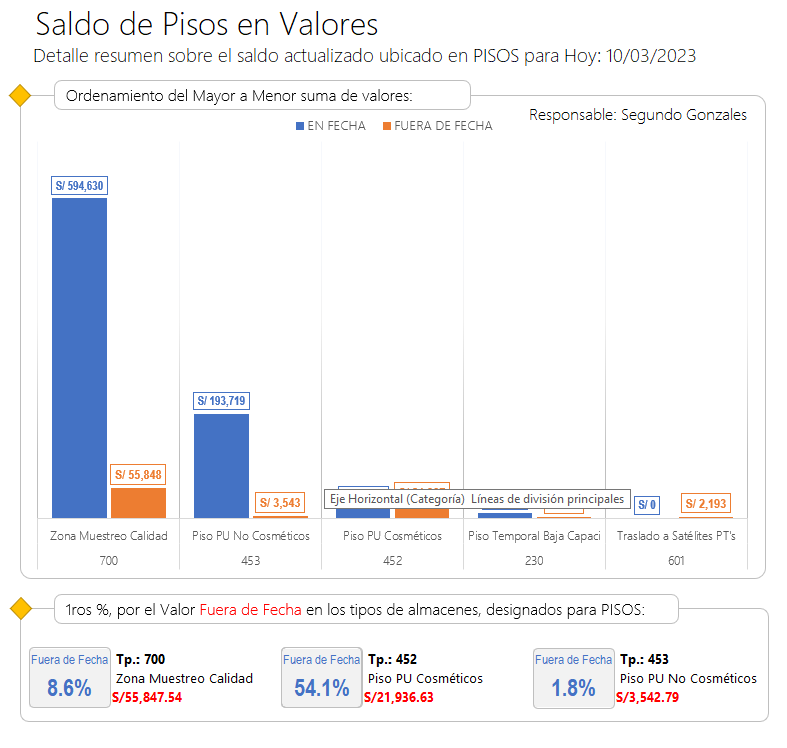 Saldo de Pisos en Valores
Detalle resumen sobre el saldo actualizado ubicado en PISOS para Hoy: 10/03/2023
Ordenamiento del Mayor a Menor suma de valores:
Responsable: Segundo Gonzales
EN FECHA FUERA DE FECHA
S/ 594,630
S/ 193,719
S/ 55,848
S/ 3,543
Eje Horizontal (Categoría) Líneas de división principales
S/ 0
S/ 2,193
Zona Muestreo Calidad Piso PU No Cosméticos Piso PU Cosméticos Piso Temporal Baja Capaci Traslado a Satélites PT's
700 453 452 230 601
1ros %, por el Valor Fuera de Fecha en los tipos de almacenes, designados para PISOS:
Fuera de Fecha
8.6%
Tp.: 700
Zona Muestreo Calidad
S/55,847.54
Fuera de Fecha
54.1%
Tp.: 452
Piso PU Cosméticos
S/21,936.63
Fuera de Fecha
1.8%
Tp.: 453
Piso PU No Cosméticos
S/3,542.79